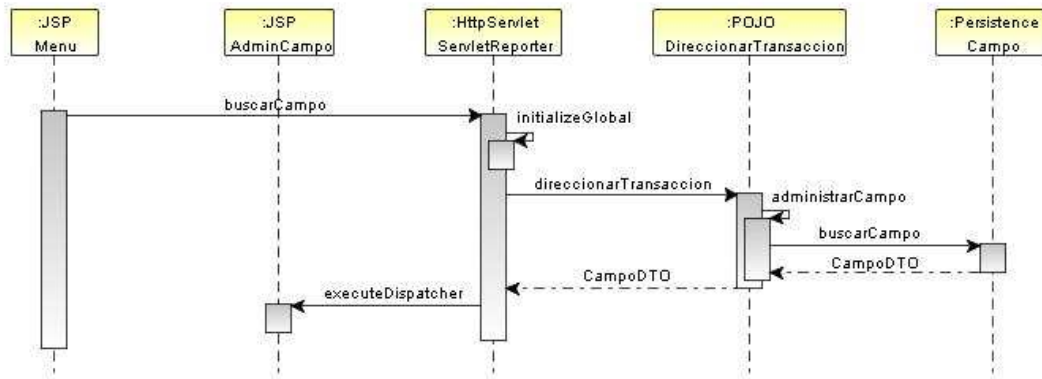 :JSP
Menu
:JSP
AdminCampo
:HttpServlet
ServletReporter
:POJO
DireccionarTransaccion
:Persistence
Campo
buscarCampo
initializeGlobal
direccionarTransaccion
administrarCampo
buscarCampo
CampoDTO
CampoDTO
executeDispatcher